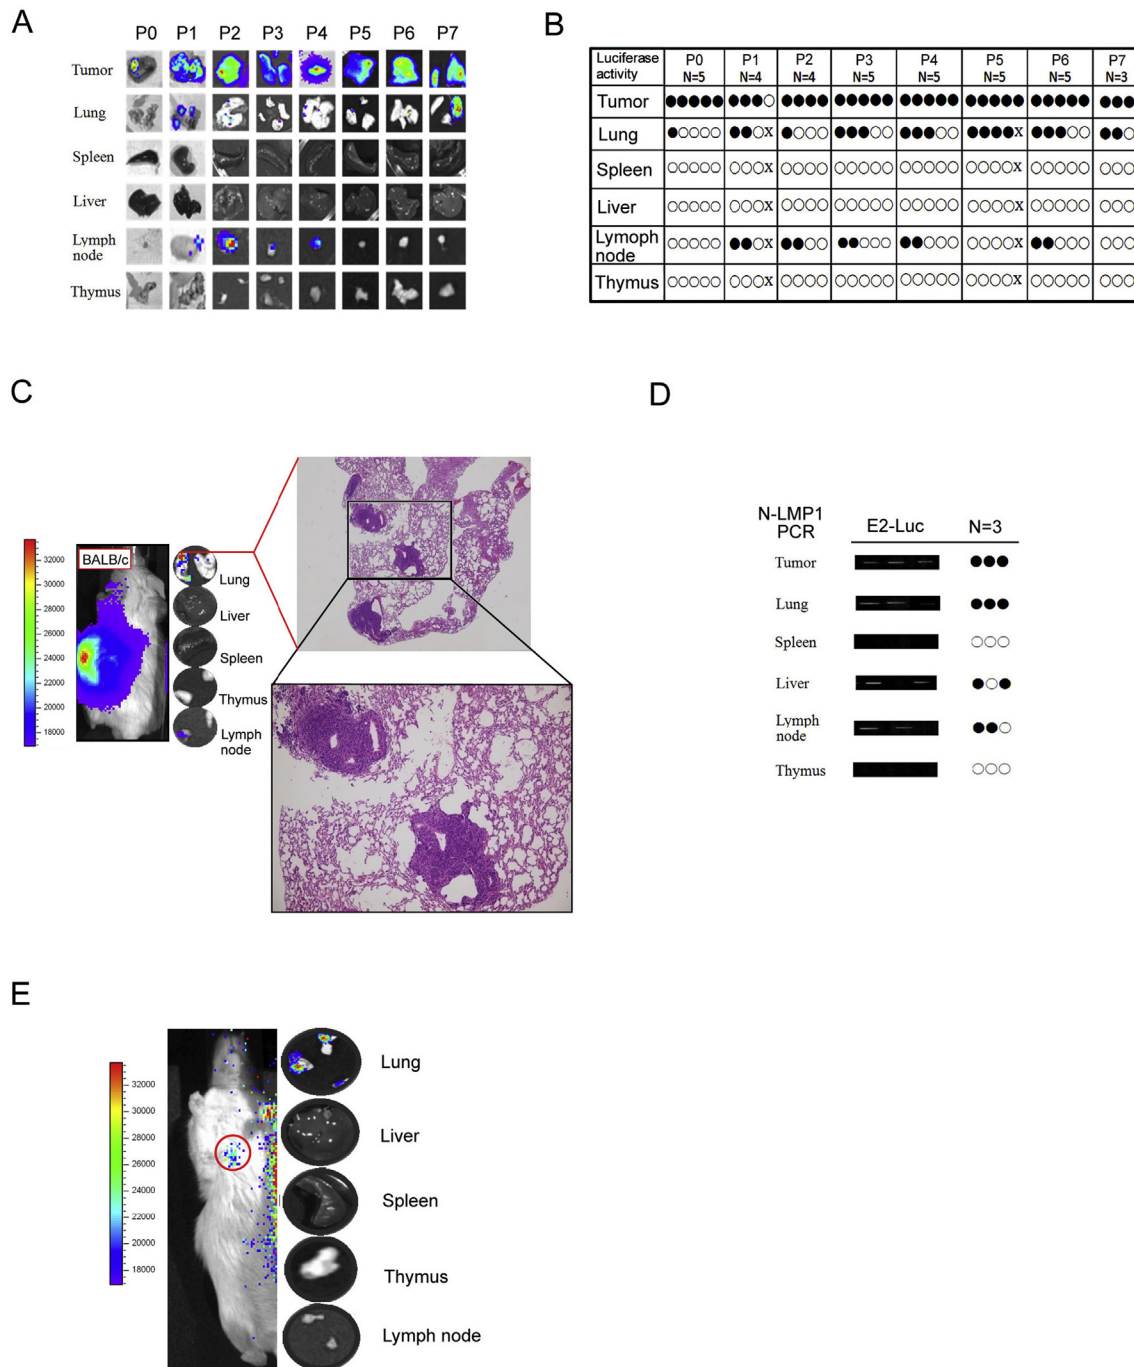 A
P0 P1 P2 P3 P4 P5 P6 P7
Tumor
Lung
Spleen
Liver
Lymph
node
Thymus
B
Luciferase
activity
P0 P1 P2 P3 P4 P5 P6 P7
N=5 N=4 N=4 N=5 N=5 N=5 N=5 N=3
Tumor ●●●●● ●●●○ ●●●● ●●●●● ●●●●● ●●●●● ●●●●● ●●●
Lung ●○○○○ ●●○x ●○○○ ●●●○○ ●●●○○ ●●●●x ●●●○○ ●●○
Spleen ○○○○○ ○○○x ○○○○ ○○○○○ ○○○○○ ○○○○x ○○○○○ ○○○
Liver ○○○○○ ○○○x ○○○○ ○○○○○ ○○○○○ ○○○○x ○○○○○ ○○○
Lymoph
node ○○○○○ ●●○x ●●○○ ●●○○○ ●●○○○ ○○○○x ●●○○○ ○○○
Thymus ○○○○○ ○○○x ○○○○ ○○○○○ ○○○○○ ○○○○x ○○○○○ ○○○
C
32000
30000
28000
26000
24000
22000
20000
18000
BALB/c
Lung
Liver
Spleen
Thymus
Lymph
node
D
N-LMP1
PCR
E2-Luc N=3
Tumor ●●●
Lung ●●●
Spleen ○○○
Liver ●○●
Lymph
node ●●○
Thymus ○○○
E
32000
30000
28000
26000
24000
22000
20000
18000
Lung
Liver
Spleen
Thymus
Lymph node